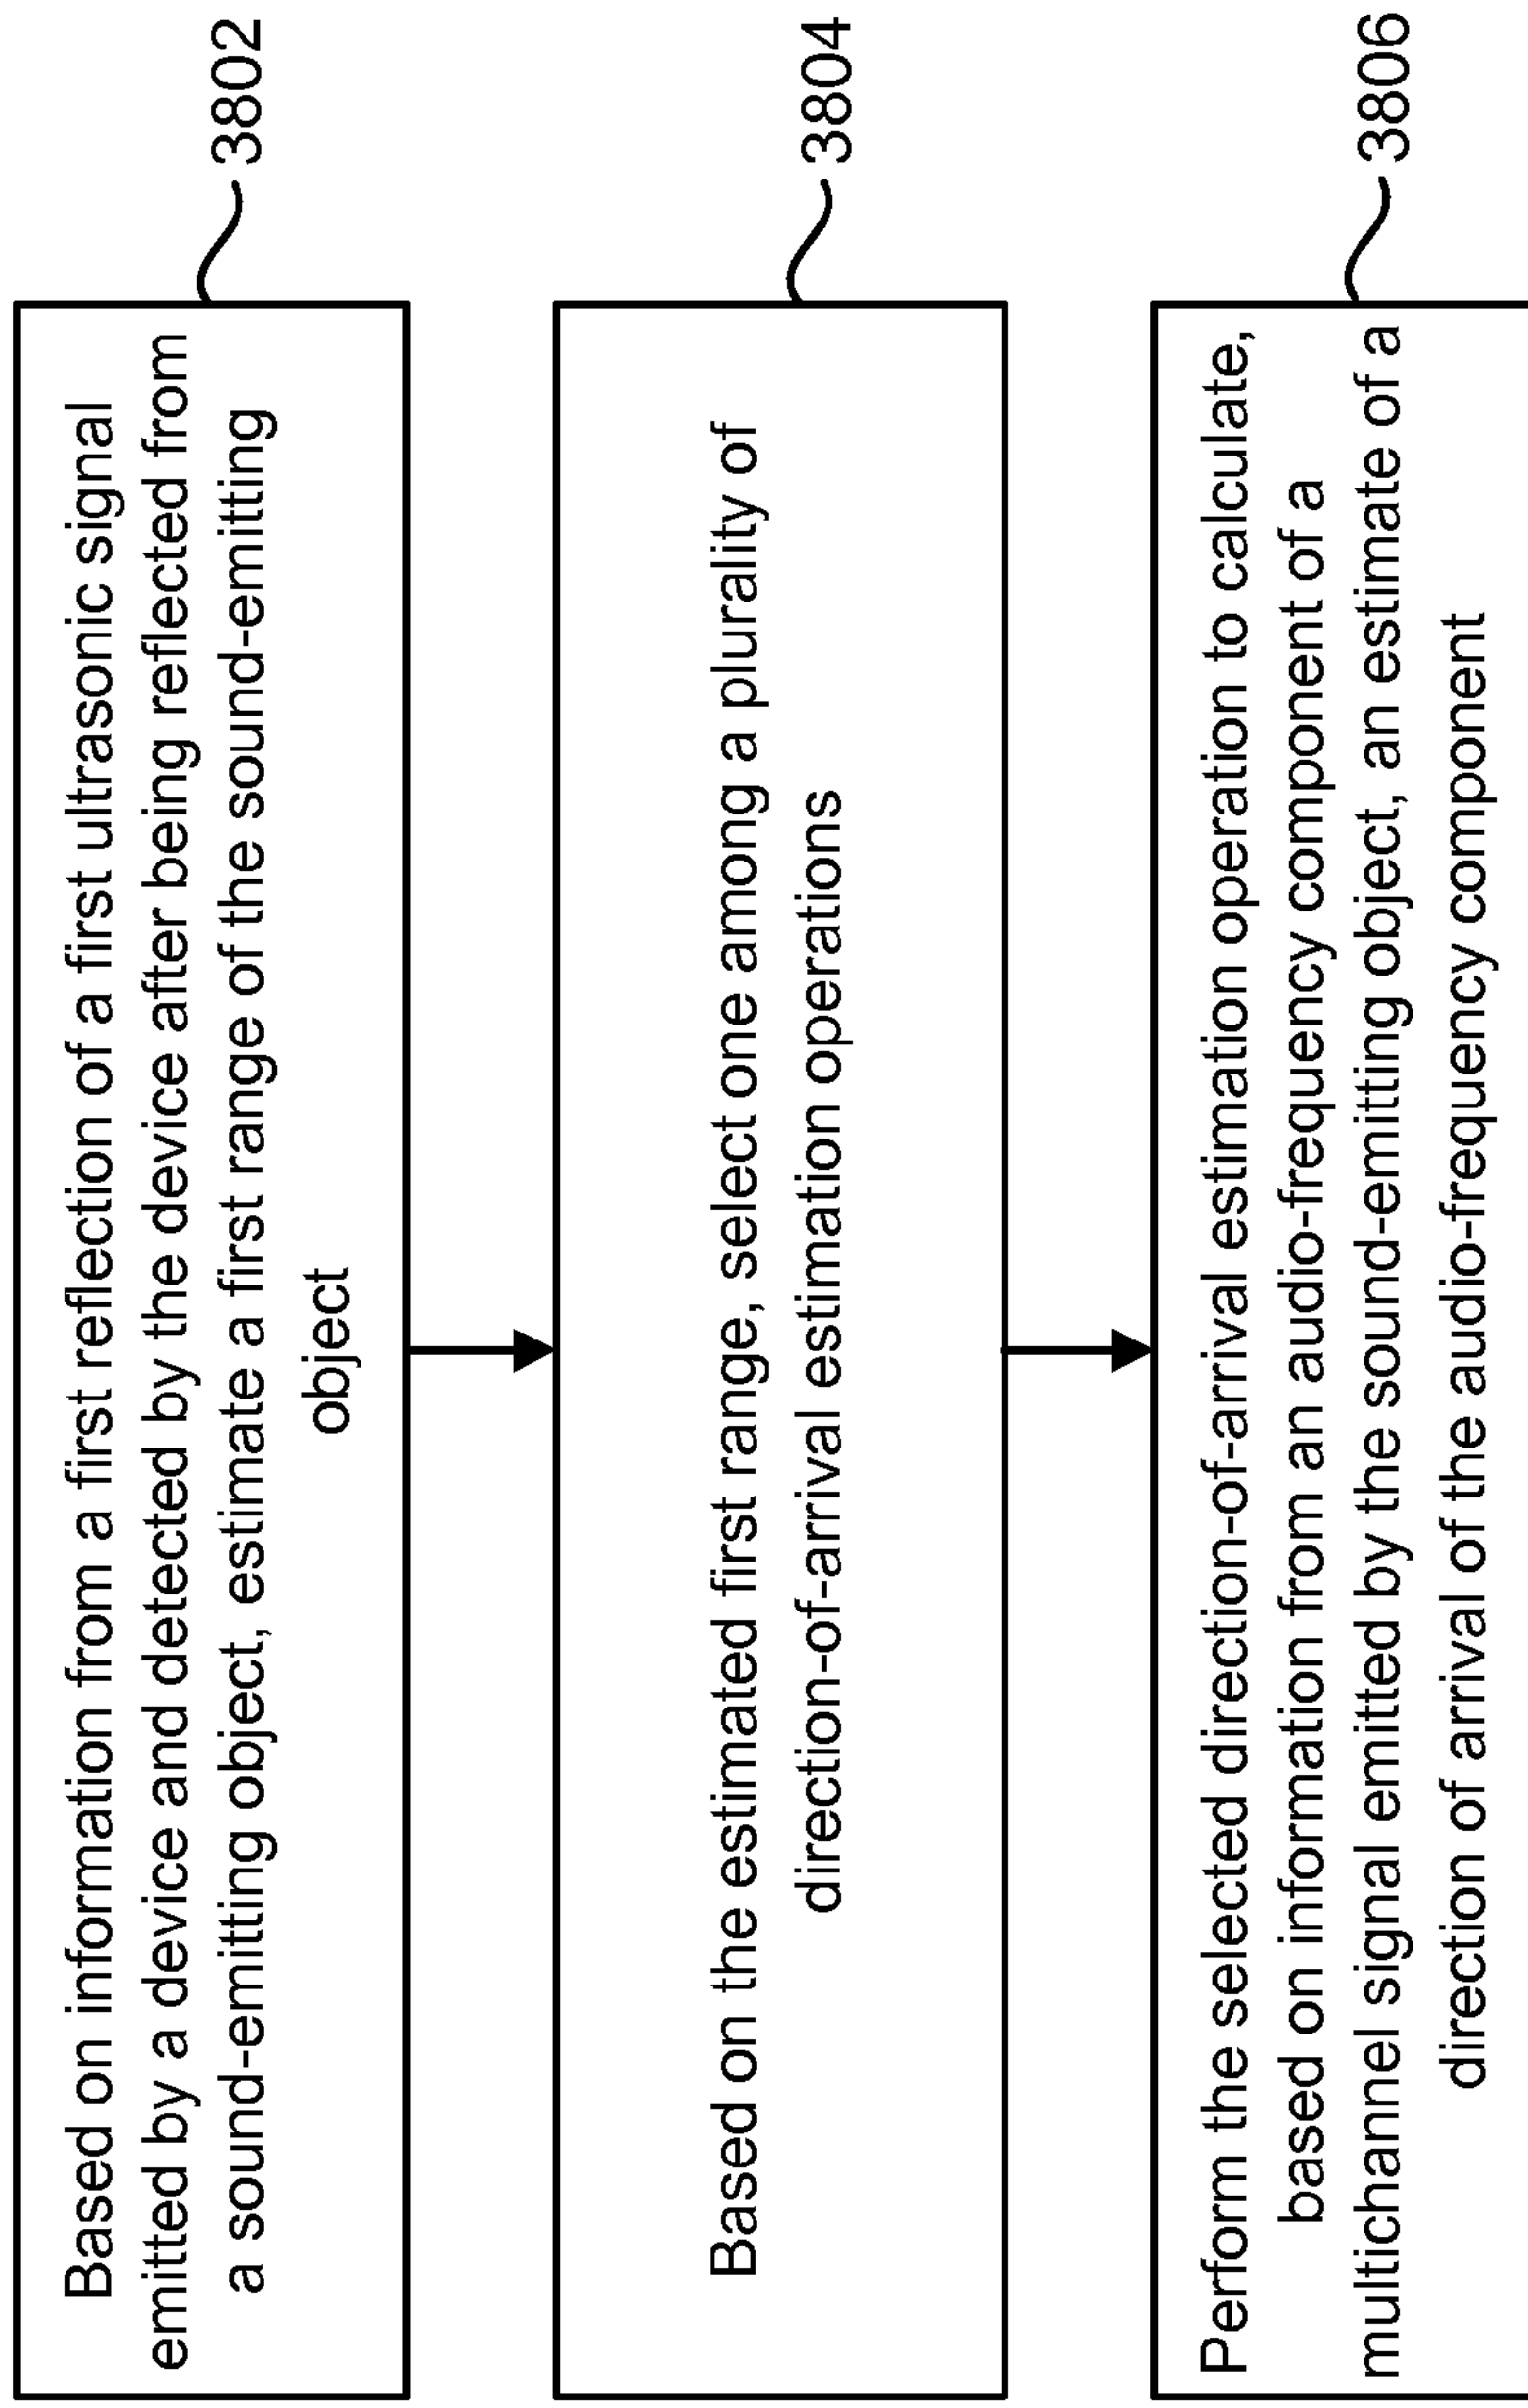 Based on information from a first reflection of a first ultrasonic signal
emitted by a device and detected by the device after being reflected from
a sound-emitting object, estimate a first range of the sound-emitting
object
3802
Based on the estimated first range, select one among a plurality of
direction-of-arrival estimation operations
3804
Perform the selected direction-of-arrival estimation operation to calculate,
based on information from an audio-frequency component of a
multichannel signal emitted by the sound-emitting object, an estimate of a
direction of arrival of the audio-frequency component
3806